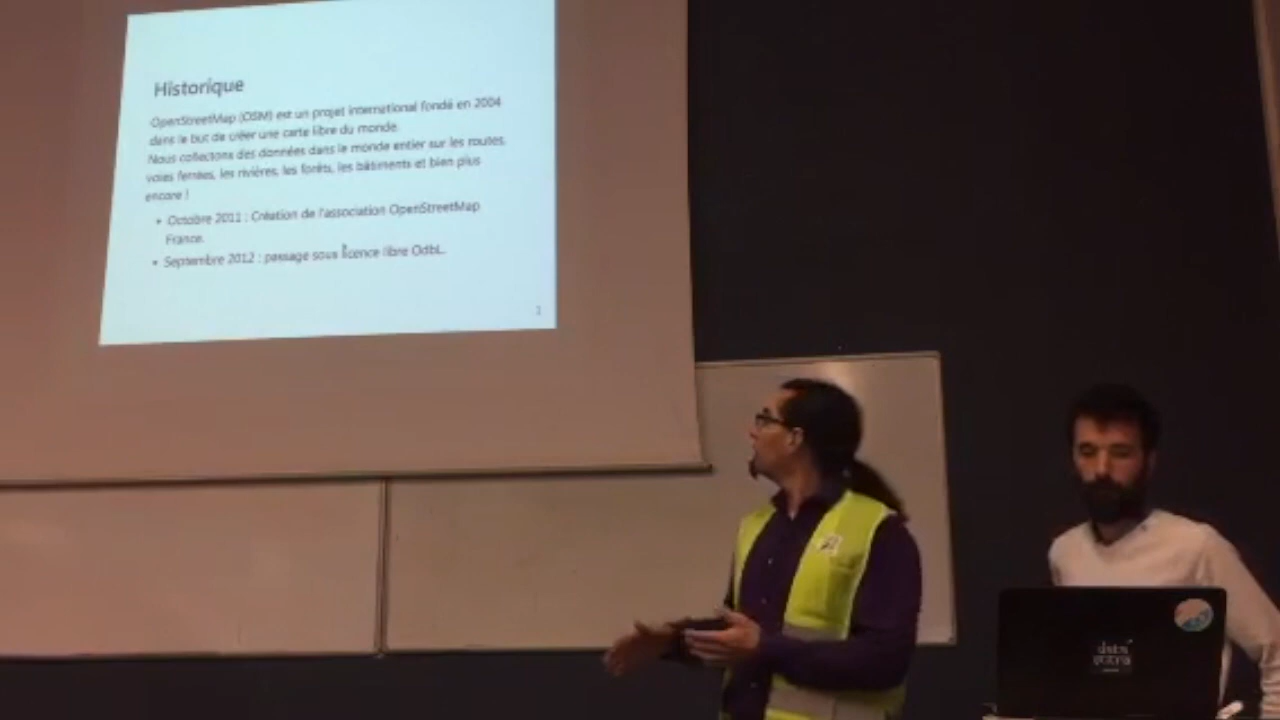 Historique
OpenStreetMap (OSM) est un projet international fondé en 2004
dans le but de créer une carte libre du monde.
Nous collectons des données dans le monde entier sur les routes,
voies ferrées, les rivières, les forêts, les bâtiments et bien plus
encore !
• Octobre 2011 : Création de l'association OpenStreetMap
France.
• Septembre 2012 : passage sous licence libre OdbL.
data